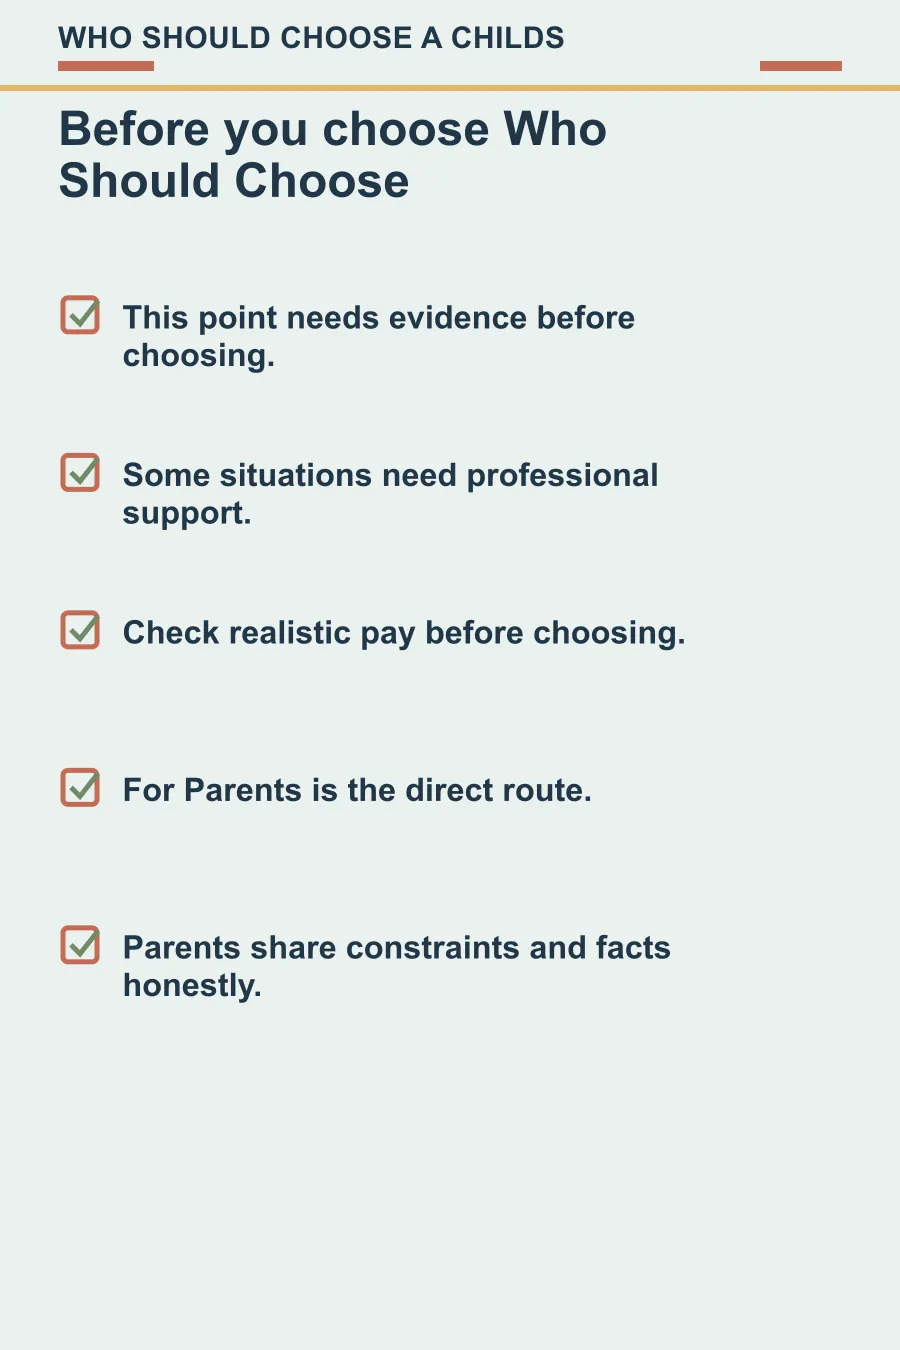 WHO SHOULD CHOOSE A CHILDS
Before you choose Who
Should Choose
This point needs evidence before
choosing.
Some situations need professional
support.
Check realistic pay before choosing.
For Parents is the direct route.
Parents share constraints and facts
honestly.